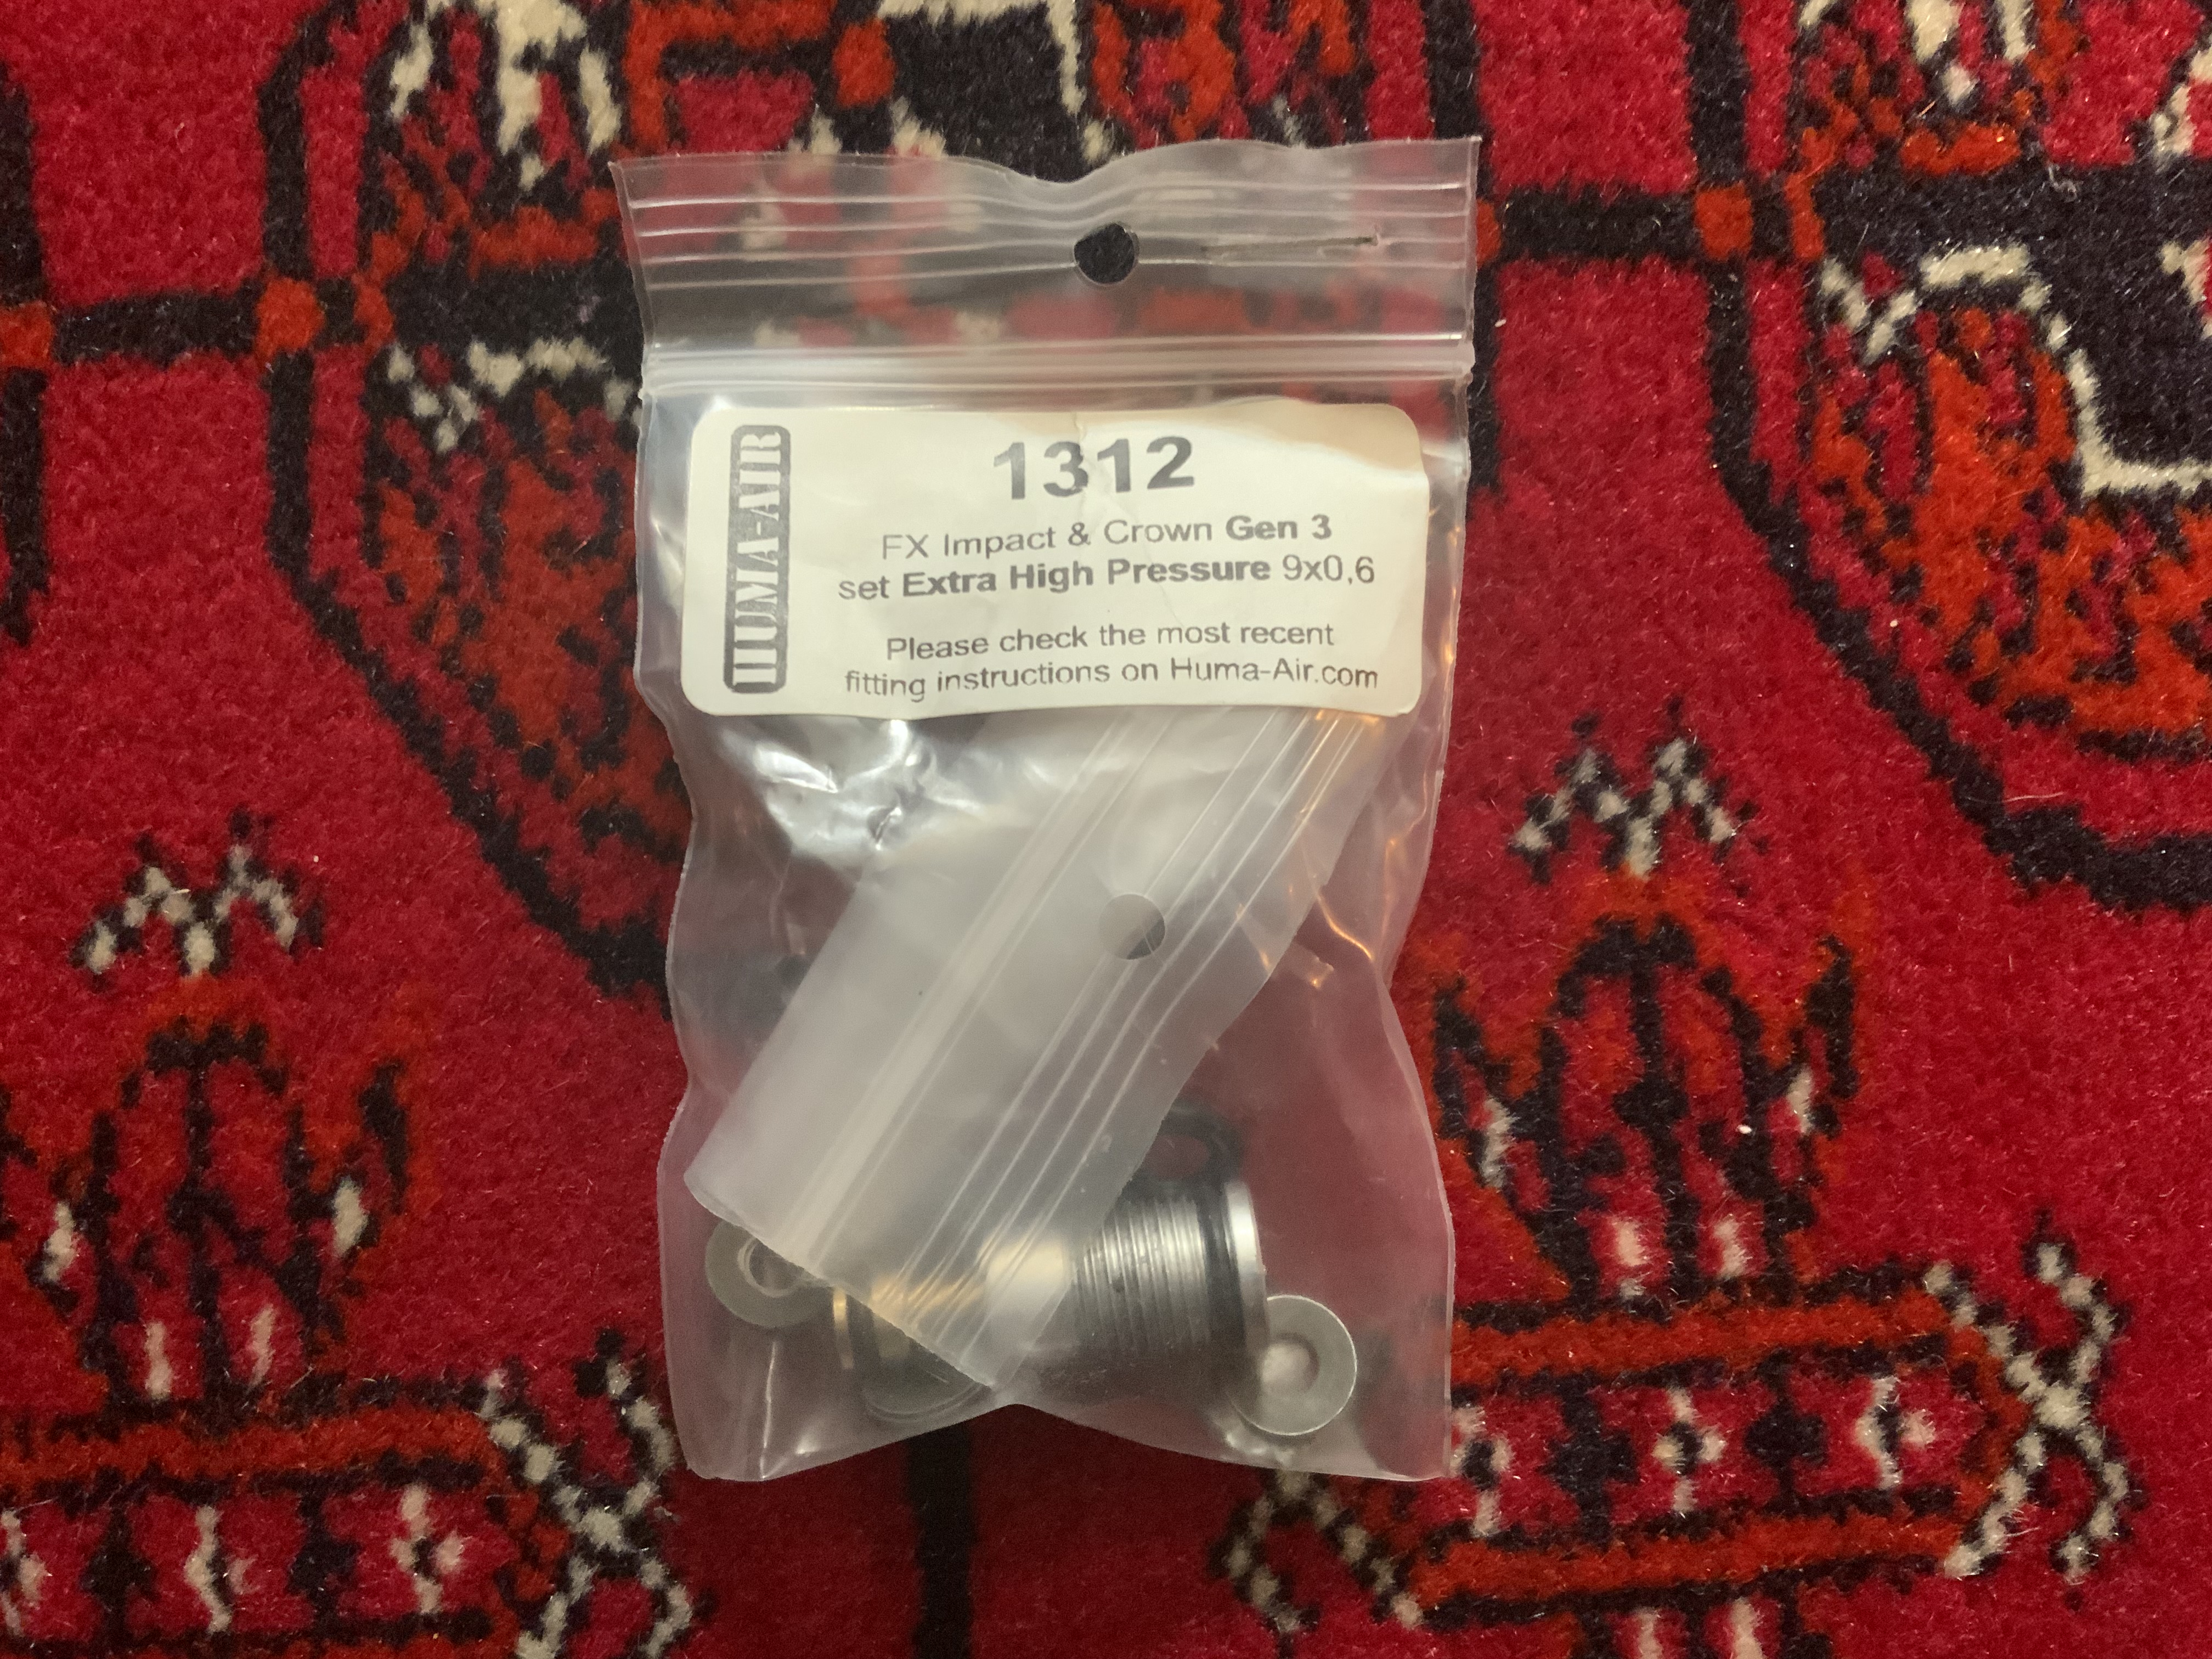 HUMA-AIR
1312
FX Impact & Crown Gen 3
set Extra High Pressure 9x0,6
Please check the most recent
fitting instructions on Huma-Air.com